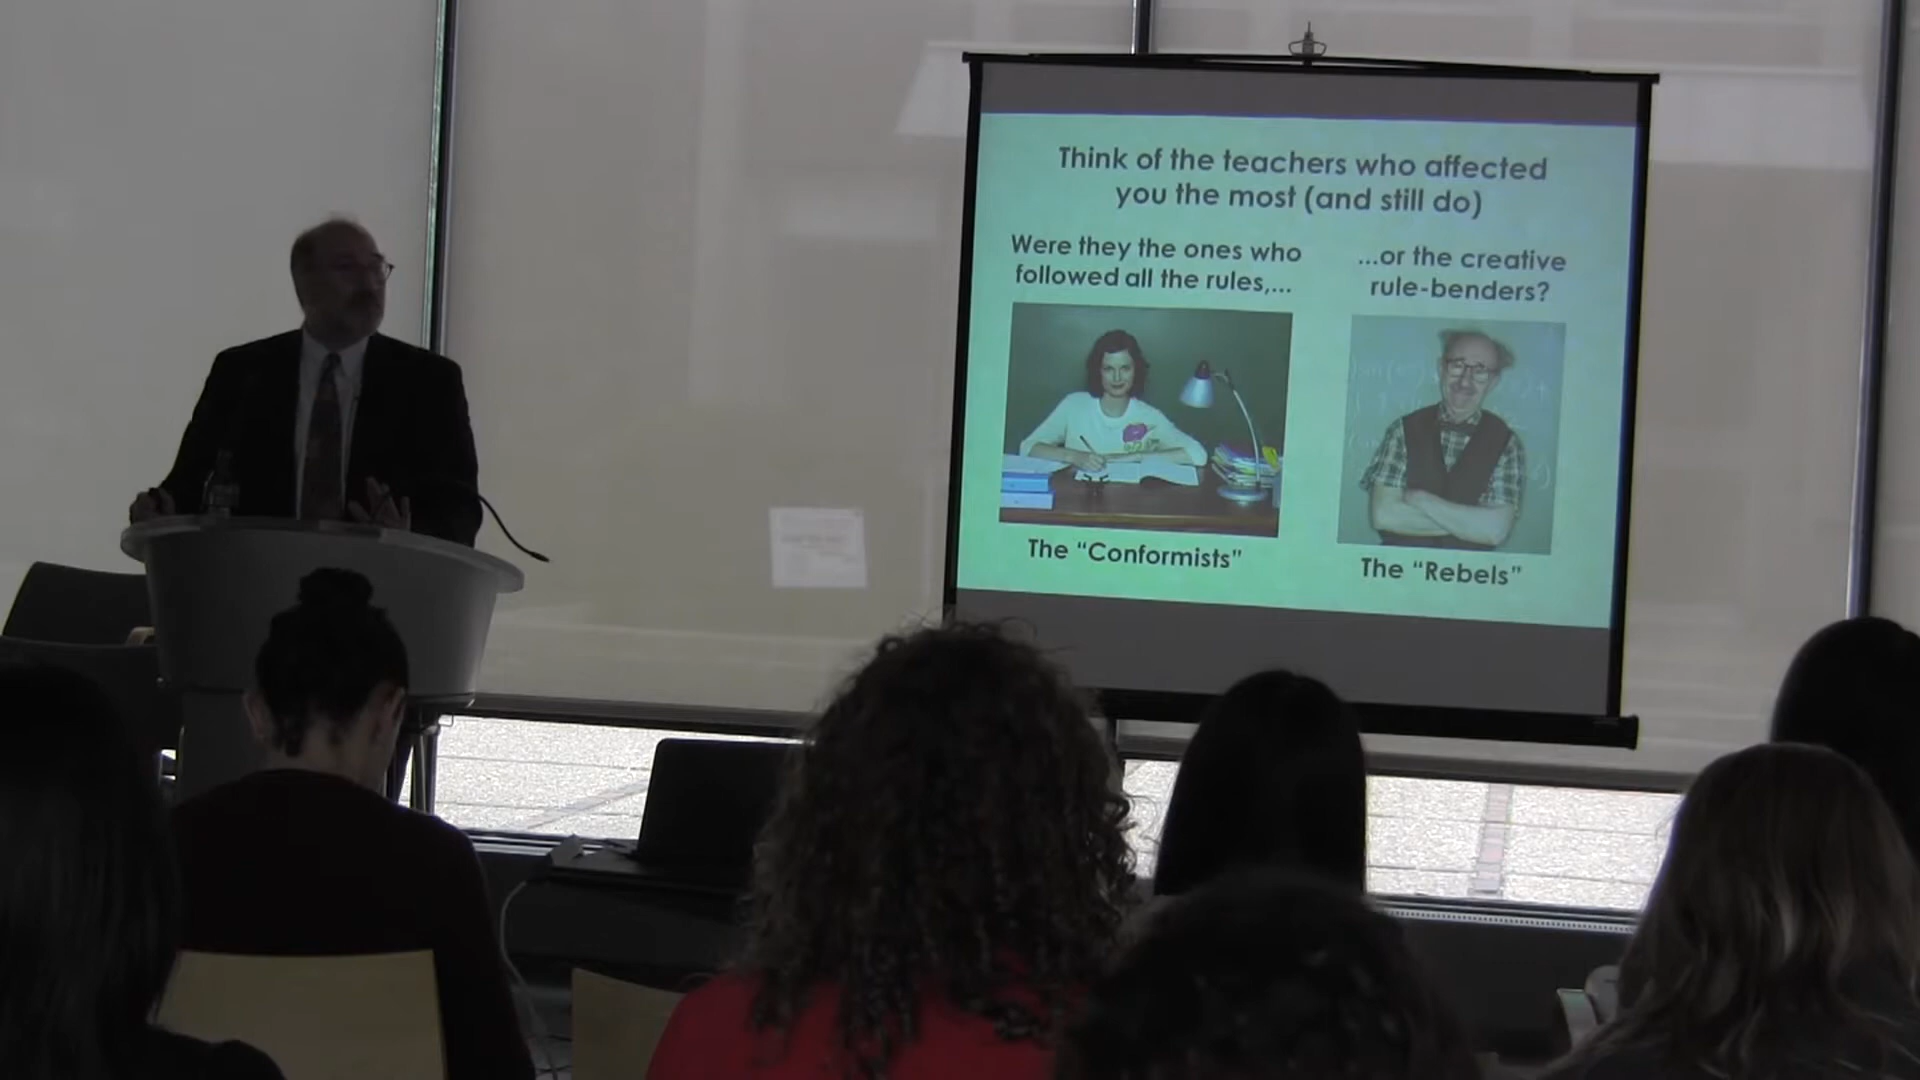 Think of the teachers who affected
you the most (and still do)
Were they the ones who
followed all the rules,...
...or the creative
rule-benders?
The “Conformists”
The “Rebels”